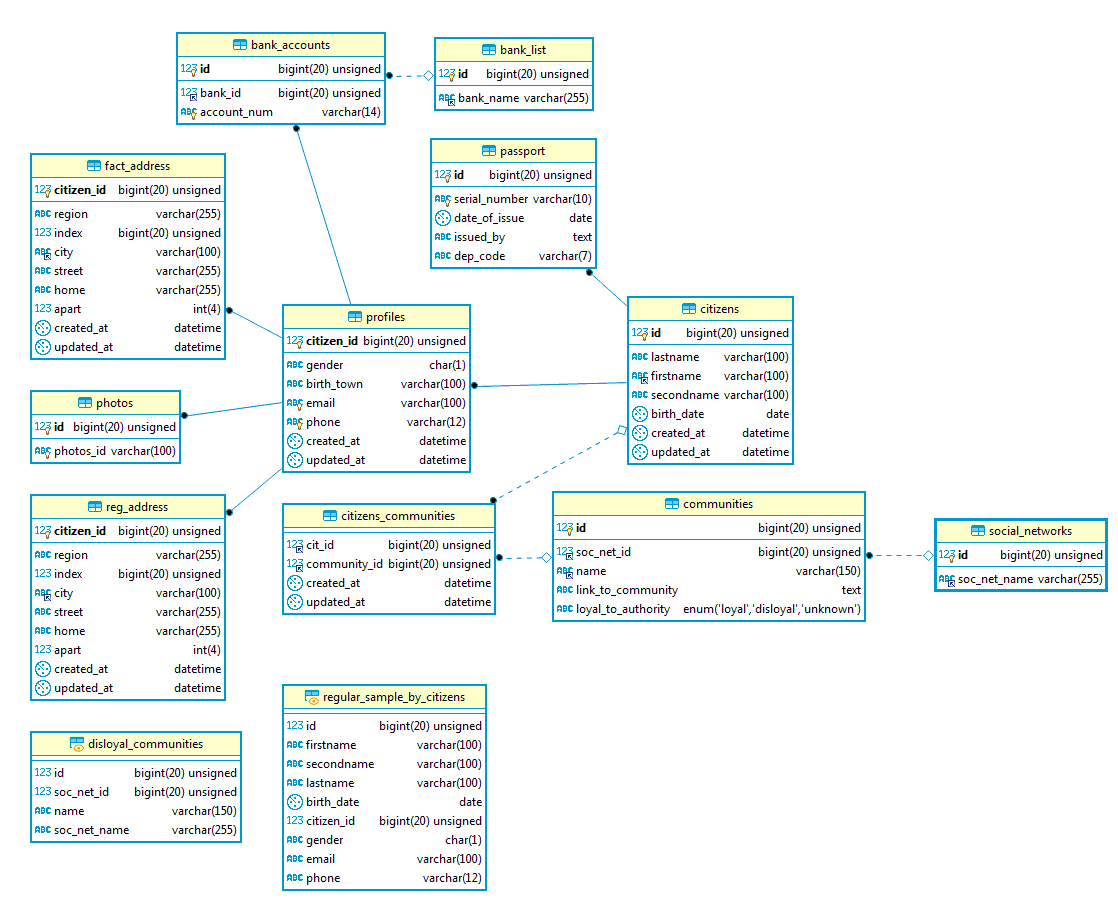 bank_accounts
123 id bigint(20) unsigned
123 bank_id bigint(20) unsigned
ABC account_num varchar(14)
bank_list
123 id bigint(20) unsigned
ABC bank_name varchar(255)
passport
123 id bigint(20) unsigned
ABC serial_number varchar(10)
date_of_issue date
ABC issued_by text
ABC dep_code varchar(7)
fact_address
123 citizen_id bigint(20) unsigned
ABC region varchar(255)
123 index bigint(20) unsigned
ABC city varchar(100)
ABC street varchar(255)
ABC home varchar(255)
123 apart int(4)
created_at datetime
updated_at datetime
profiles
123 citizen_id bigint(20) unsigned
ABC gender char(1)
ABC birth_town varchar(100)
ABC email varchar(100)
ABC phone varchar(12)
created_at datetime
updated_at datetime
citizens
123 id bigint(20) unsigned
ABC lastname varchar(100)
ABC firstname varchar(100)
ABC secondname varchar(100)
birth_date date
created_at datetime
updated_at datetime
photos
123 id bigint(20) unsigned
ABC photos_id varchar(100)
reg_address
123 citizen_id bigint(20) unsigned
ABC region varchar(255)
123 index bigint(20) unsigned
ABC city varchar(100)
ABC street varchar(255)
ABC home varchar(255)
123 apart int(4)
created_at datetime
updated_at datetime
citizens_communities
123 cit_id bigint(20) unsigned
123 community_id bigint(20) unsigned
created_at datetime
updated_at datetime
communities
123 id bigint(20) unsigned
123 soc_net_id bigint(20) unsigned
ABC name varchar(150)
ABC link_to_community text
ABC loyal_to_authority enum('loyal','disloyal','unknown')
social_networks
123 id bigint(20) unsigned
ABC soc_net_name varchar(255)
disloyal_communities
123 id bigint(20) unsigned
123 soc_net_id bigint(20) unsigned
ABC name varchar(150)
ABC soc_net_name varchar(255)
regular_sample_by_citizens
123 id bigint(20) unsigned
ABC firstname varchar(100)
ABC secondname varchar(100)
ABC lastname varchar(100)
birth_date date
123 citizen_id bigint(20) unsigned
ABC gender char(1)
ABC email varchar(100)
ABC phone varchar(12)